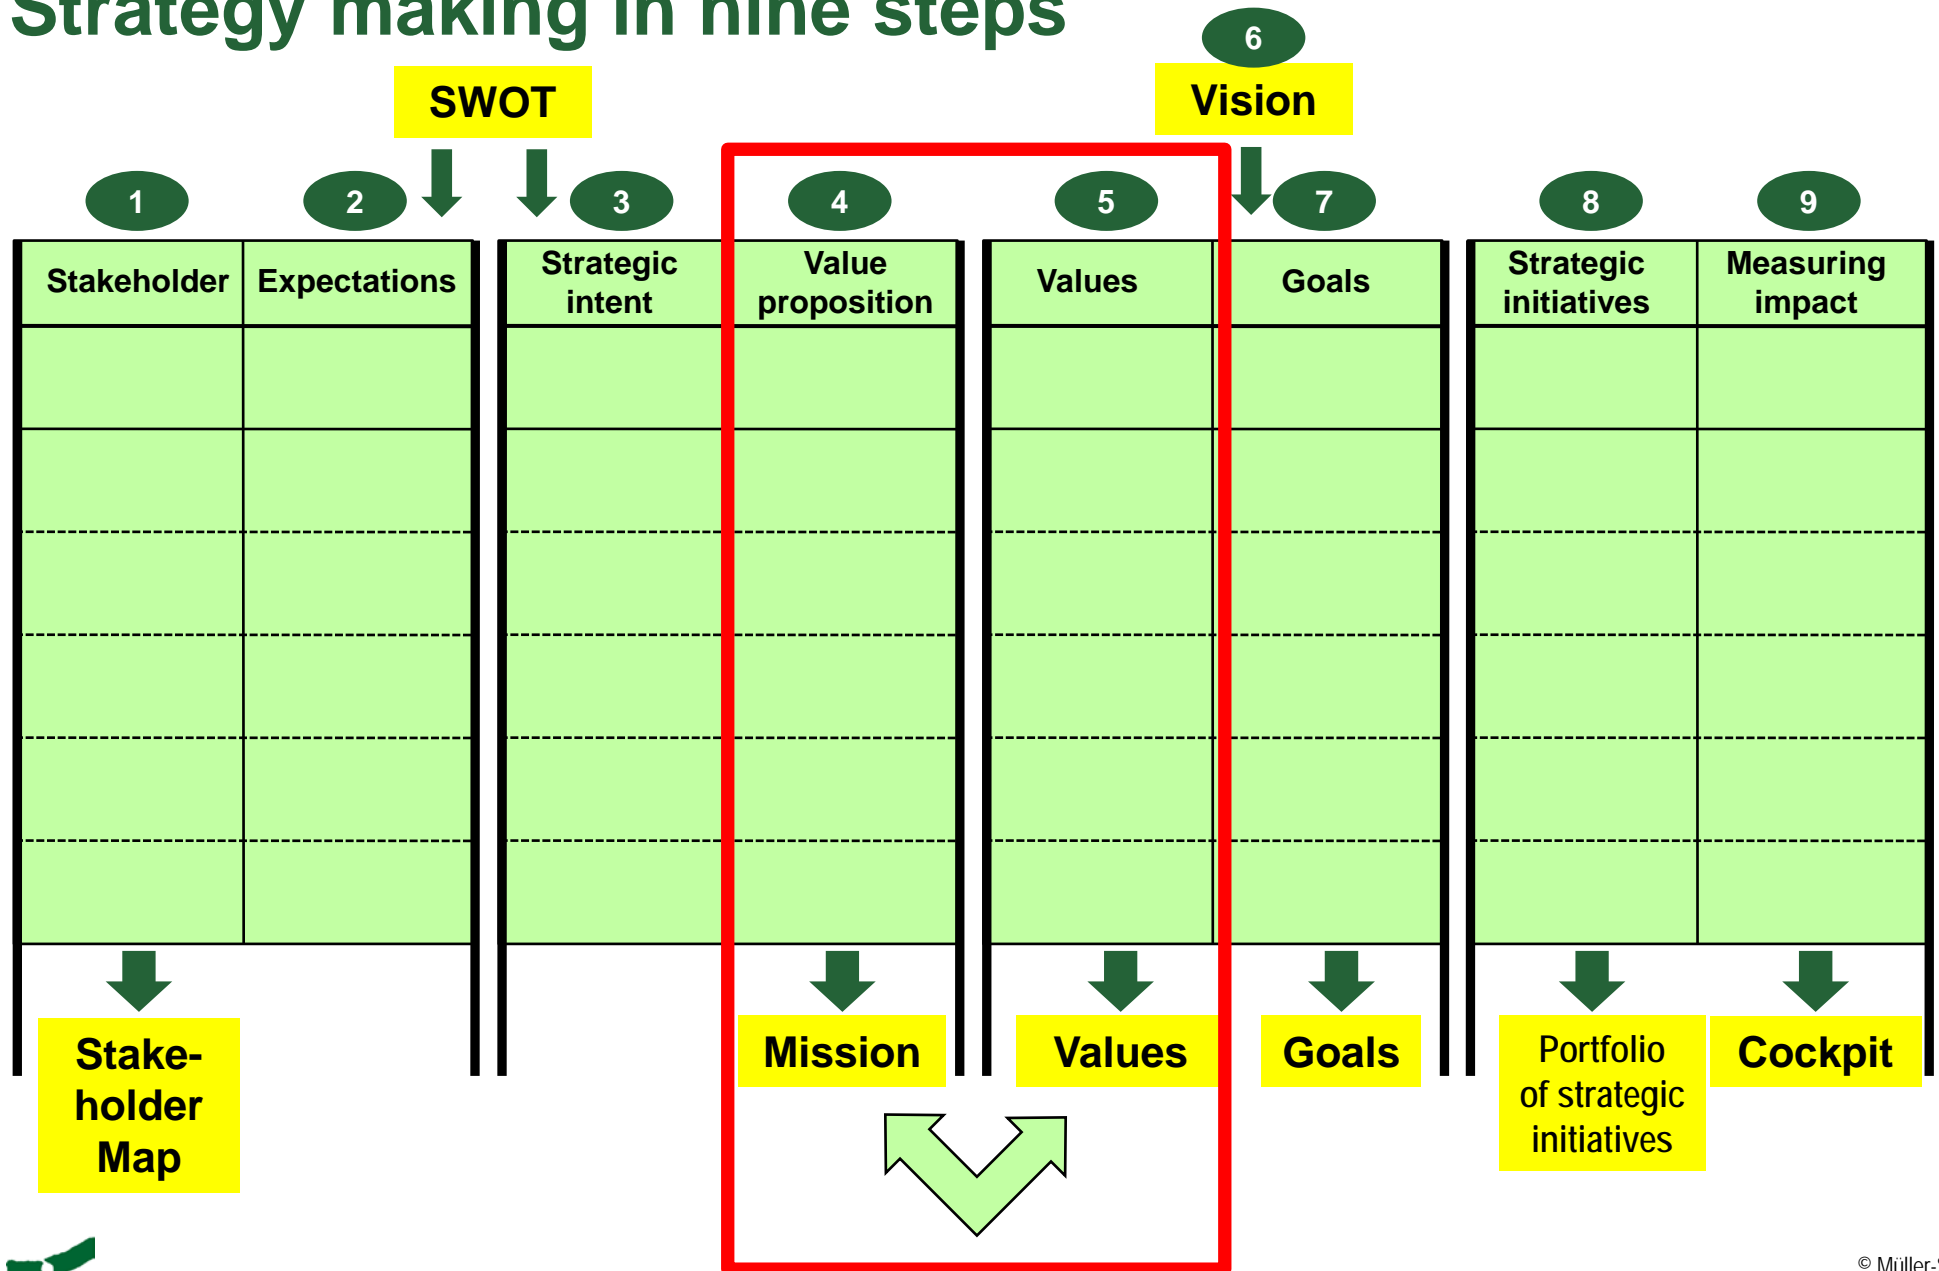 Strategy making in nine steps
6
SWOT
Vision
1
2
3
4
5
7
8
9
Stakeholder
Expectations
Strategic
intent
Value
proposition
Values
Goals
Strategic
initiatives
Measuring
impact
Stake-
holder
Map
Mission
Values
Goals
Portfolio
of strategic
initiatives
Cockpit
© Müller-